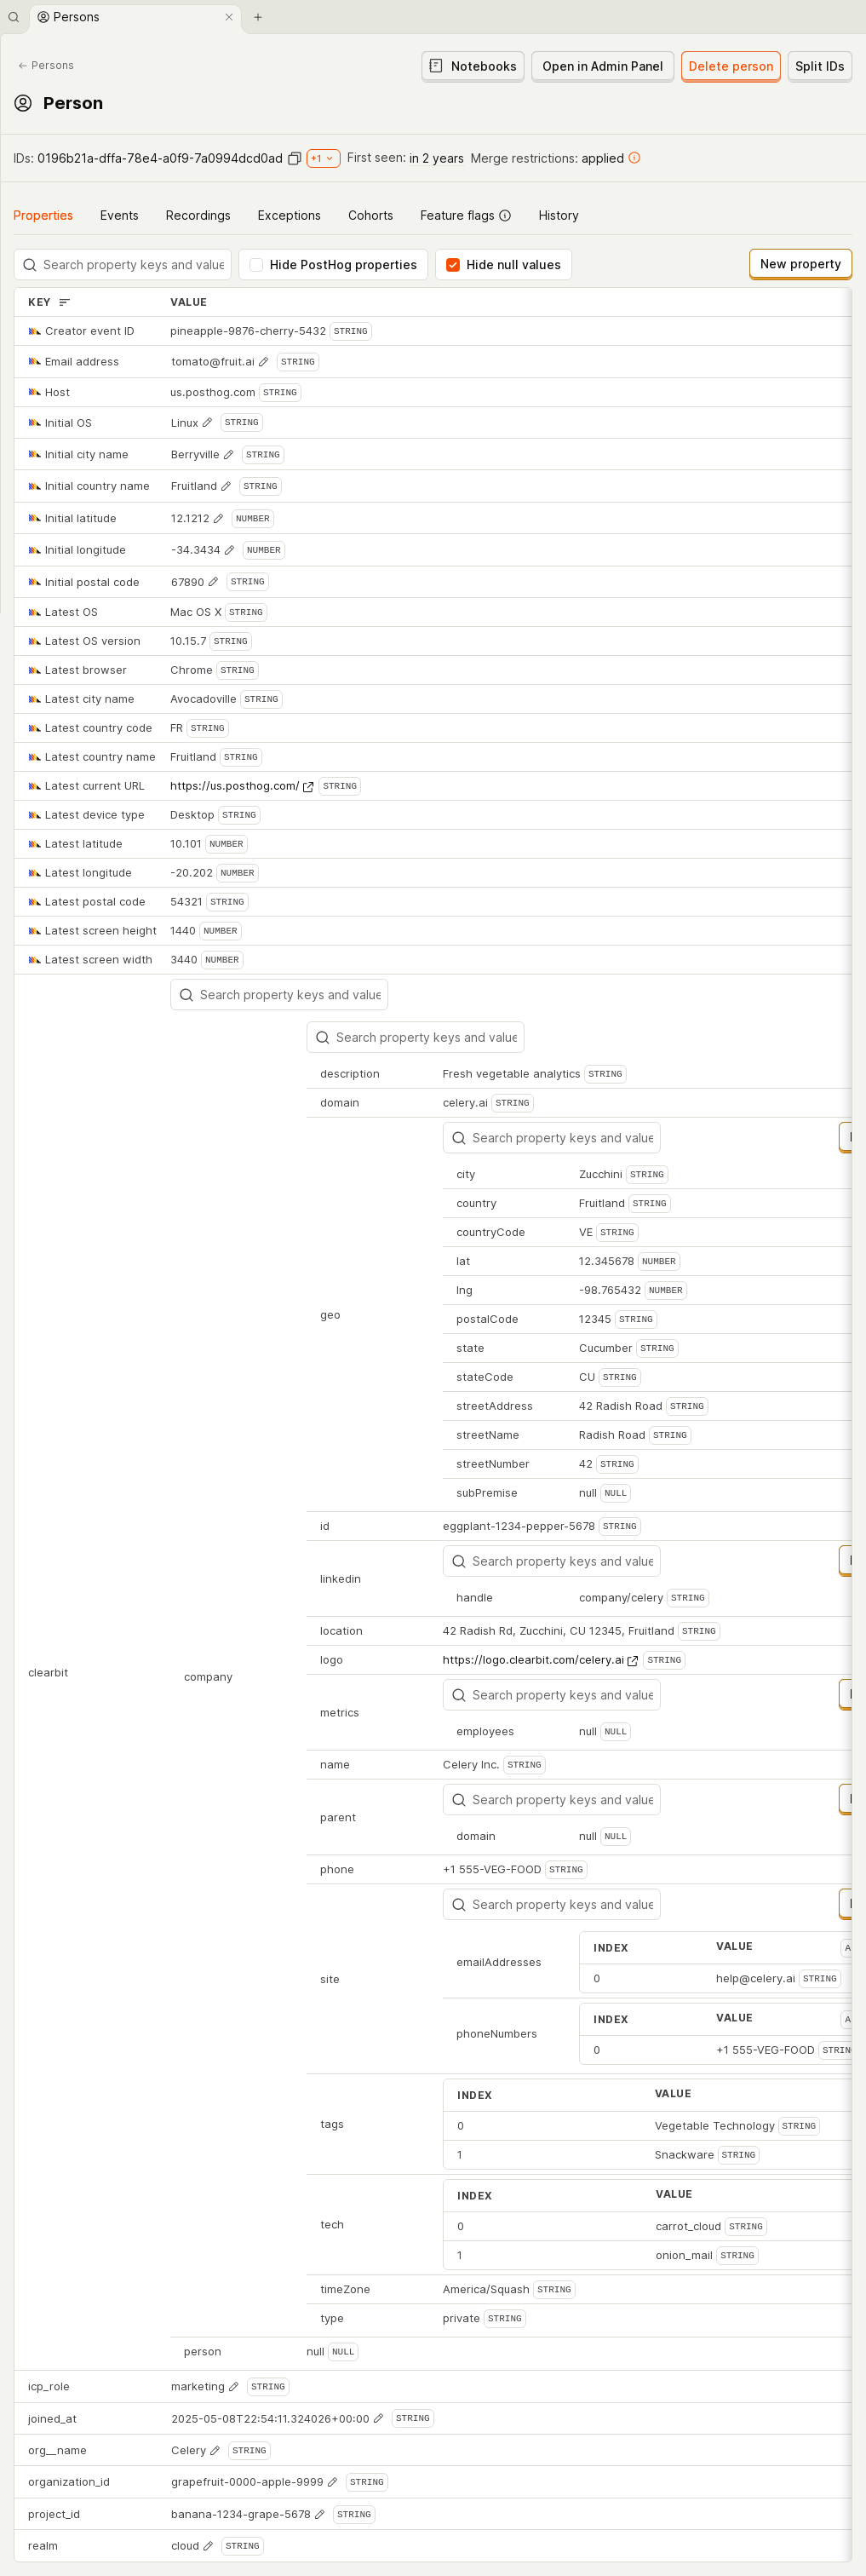 Persons
Persons
Notebooks
Open in Admin Panel
Delete person
Split IDs
Person
IDs: 0196b21a-dffa-78e4-a0f9-7a0994dcd0ad +1 First seen: in 2 years Merge restrictions: applied
Properties Events Recordings Exceptions Cohorts Feature flags History
Search property keys and value
Hide PostHog properties
Hide null values
New property
KEY VALUE
Creator event ID pineapple-9876-cherry-5432 STRING
Email address tomato@fruit.ai STRING
Host us.posthog.com STRING
Initial OS Linux STRING
Initial city name Berryville STRING
Initial country name Fruitland STRING
Initial latitude 12.1212 NUMBER
Initial longitude -34.3434 NUMBER
Initial postal code 67890 STRING
Latest OS Mac OS X STRING
Latest OS version 10.15.7 STRING
Latest browser Chrome STRING
Latest city name Avocadoville STRING
Latest country code FR STRING
Latest country name Fruitland STRING
Latest current URL https://us.posthog.com/ STRING
Latest device type Desktop STRING
Latest latitude 10.101 NUMBER
Latest longitude -20.202 NUMBER
Latest postal code 54321 STRING
Latest screen height 1440 NUMBER
Latest screen width 3440 NUMBER
Search property keys and value
Search property keys and value
description Fresh vegetable analytics STRING
domain celery.ai STRING
Search property keys and value
city Zucchini STRING
country Fruitland STRING
countryCode VE STRING
lat 12.345678 NUMBER
lng -98.765432 NUMBER
geo
postalCode 12345 STRING
state Cucumber STRING
stateCode CU STRING
streetAddress 42 Radish Road STRING
streetName Radish Road STRING
streetNumber 42 STRING
subPremise null NULL
id eggplant-1234-pepper-5678 STRING
Search property keys and value
linkedin
handle company/celery STRING
location 42 Radish Rd, Zucchini, CU 12345, Fruitland STRING
logo https://logo.clearbit.com/celery.ai STRING
clearbit
company
Search property keys and value
metrics
employees null NULL
name Celery Inc. STRING
Search property keys and value
parent
domain null NULL
phone +1 555-VEG-FOOD STRING
Search property keys and value
INDEX VALUE
emailAddresses
0 help@celery.ai STRING
site
INDEX VALUE
phoneNumbers
0 +1 555-VEG-FOOD STRING
INDEX VALUE
tags
0 Vegetable Technology STRING
1 Snackware STRING
INDEX VALUE
tech
0 carrot_cloud STRING
1 onion_mail STRING
timeZone America/Squash STRING
type private STRING
person null NULL
icp_role marketing STRING
joined_at 2025-05-08T22:54:11.324026+00:00 STRING
org__name Celery STRING
organization_id grapefruit-0000-apple-9999 STRING
project_id banana-1234-grape-5678 STRING
realm cloud STRING